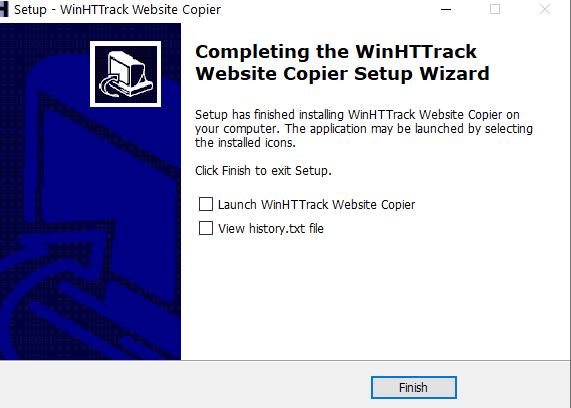 Setup - WinHTTrack Website Copier
Completing the WinHTTrack
Website Copier Setup Wizard
Setup has finished installing WinHTTrack Website Copier on
your computer. The application may be launched by selecting
the installed icons.
Click Finish to exit Setup.
Launch WinHTTrack Website Copier
View history.txt file
Finish